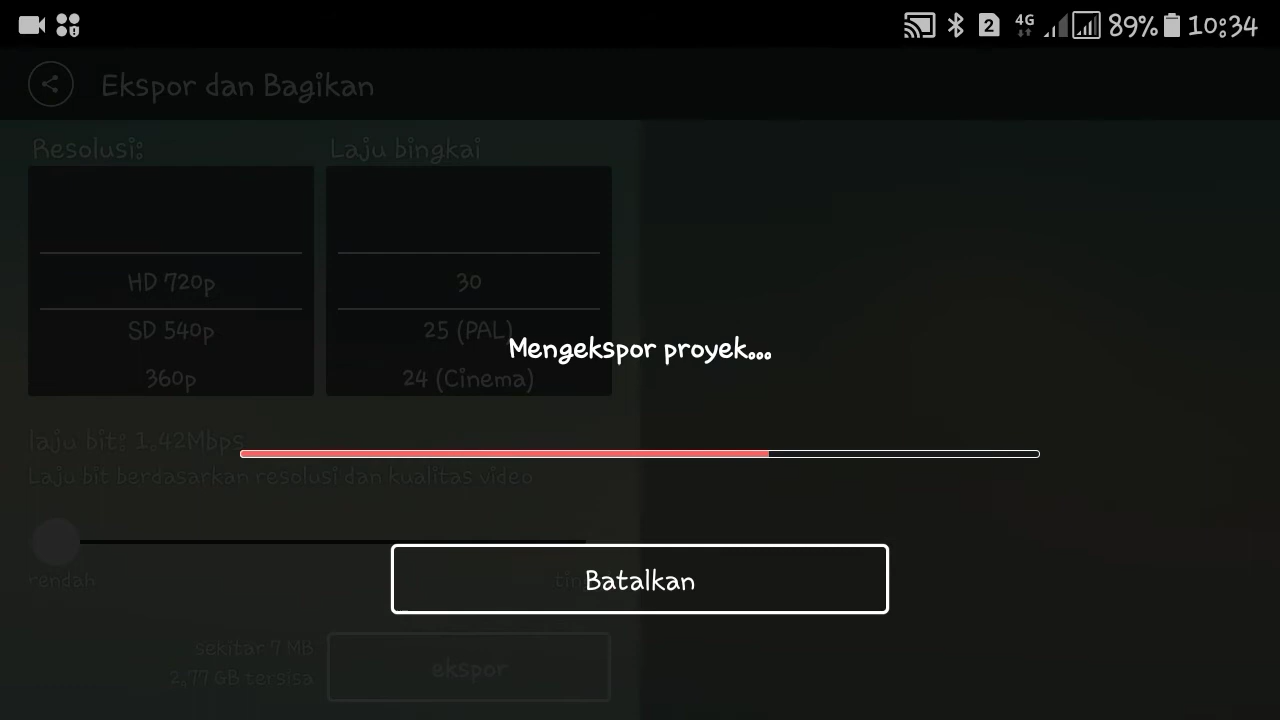 2 4G 89% 10:34
Ekspor dan Bagikan
Resolusi: Laju bingkai
HD 720p 30
SD 540p 25 (PAL)
Mengekspor proyek...
360p 24 (Cinema)
laju bit: 1,42Mbps
Laju bit berdasarkan resolusi dan kualitas video
rendah
Batalkan
sekitar 7 MB
2,77 GB tersisa
ekspor